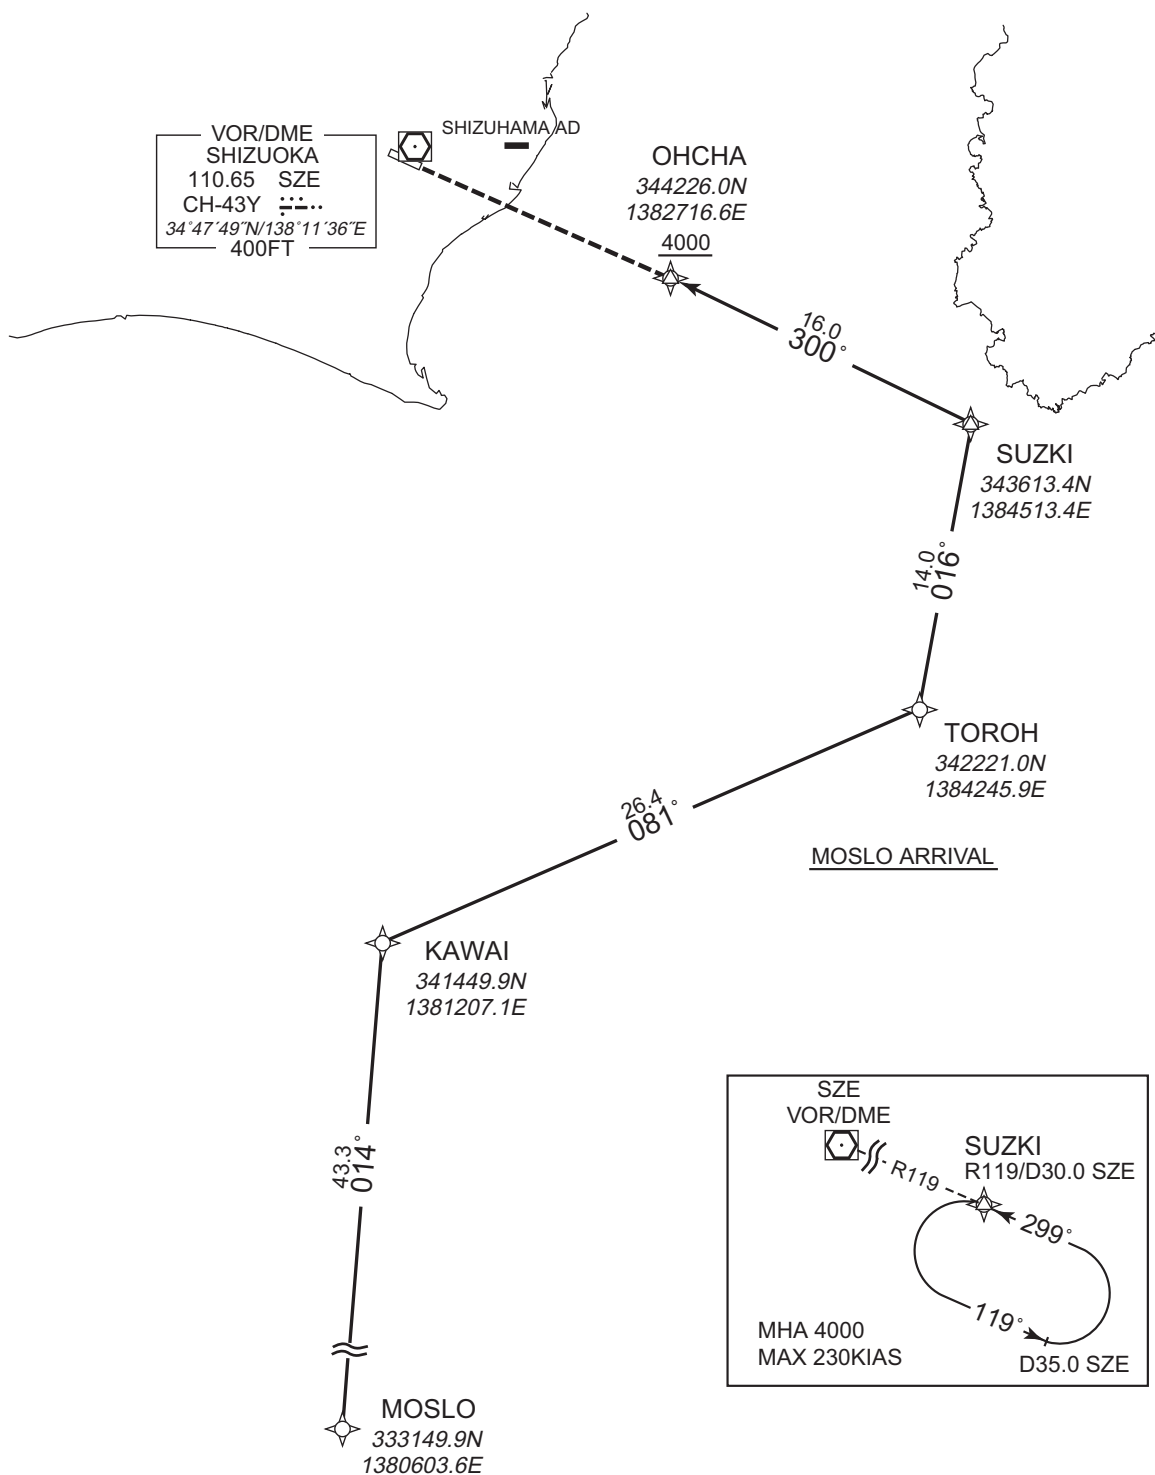 VOR/DME
SHIZUOKA
110.65 SZE
CH-43Y
34°47´49˝N/138°11´36˝E
400FT
SHIZUHAMA AD
OHCHA
344226.0N
1382716.6E
4000
16.0
300°
SUZKI
343613.4N
1384513.4E
14.0
016°
TOROH
342221.0N
1384245.9E
26.4
081°
MOSLO ARRIVAL
KAWAI
341449.9N
1381207.1E
43.3
014°
MOSLO
333149.9N
1380603.6E
SZE
VOR/DME
R119
SUZKI
R119/D30.0 SZE
299°
119°
MHA 4000
MAX 230KIAS
D35.0 SZE